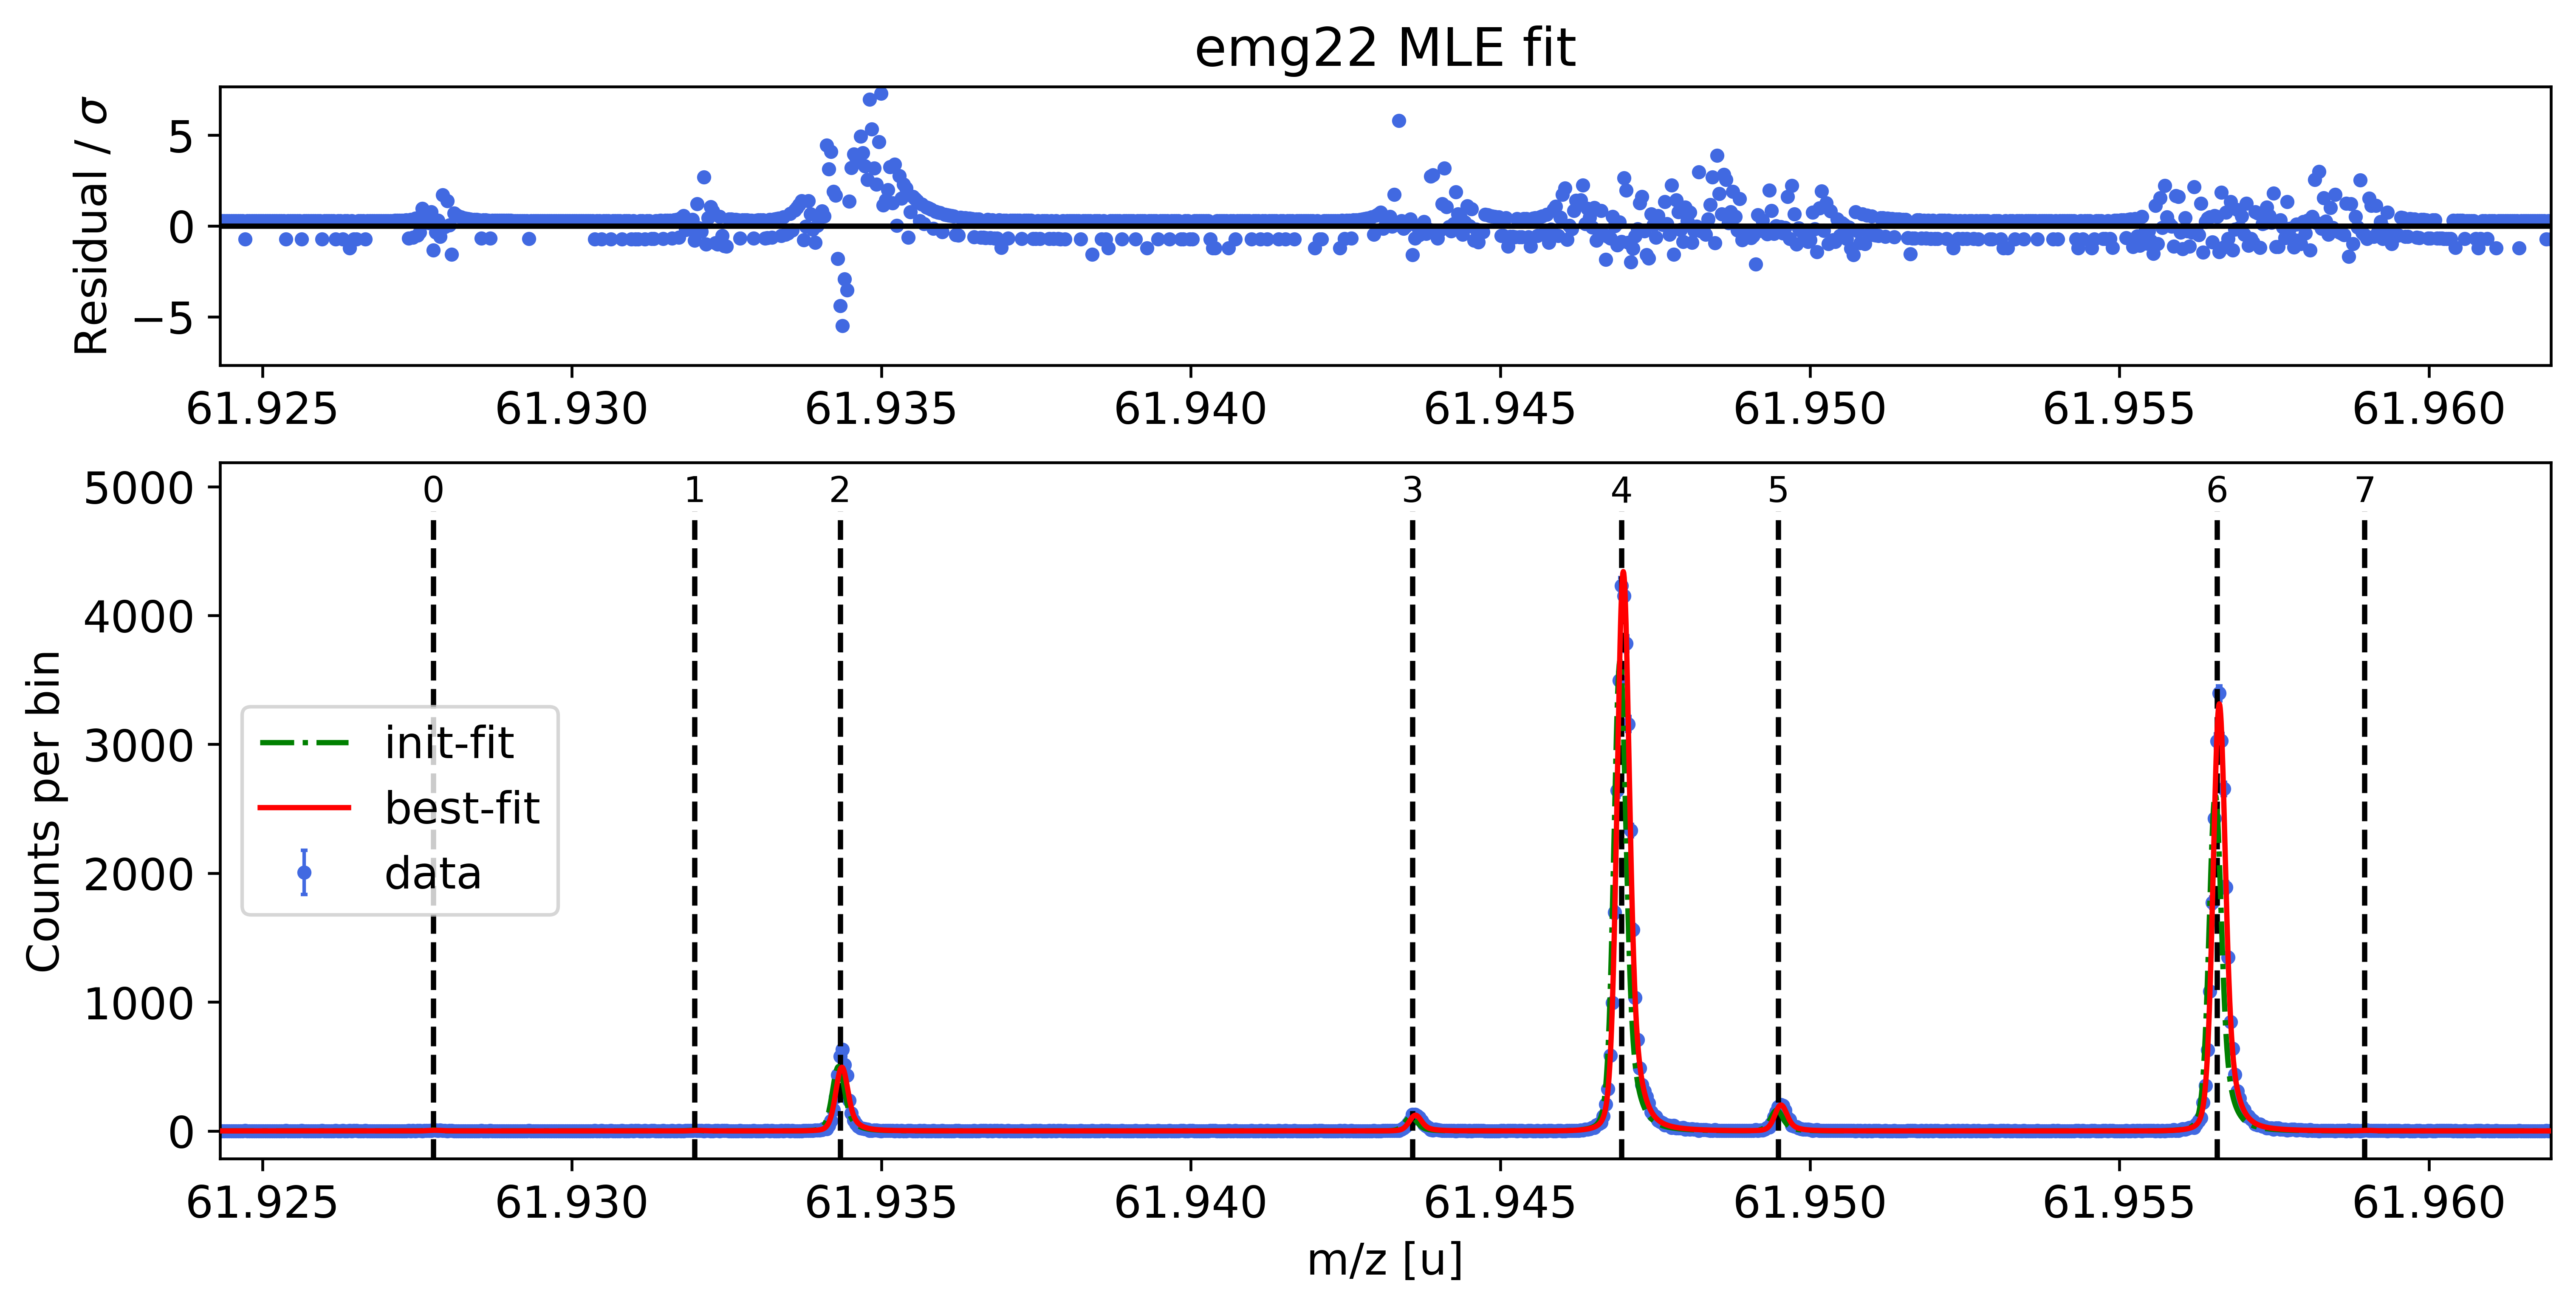 emg22 MLE fit
Residual / σ
5
0
−5
61.925 61.930 61.935 61.940 61.945 61.950 61.955 61.960
Counts per bin
5000
4000
3000
2000
1000
0
0 1 2 3 4 5 6 7
init-fit
best-fit
data
61.925 61.930 61.935 61.940 61.945 61.950 61.955 61.960
m/z [u]